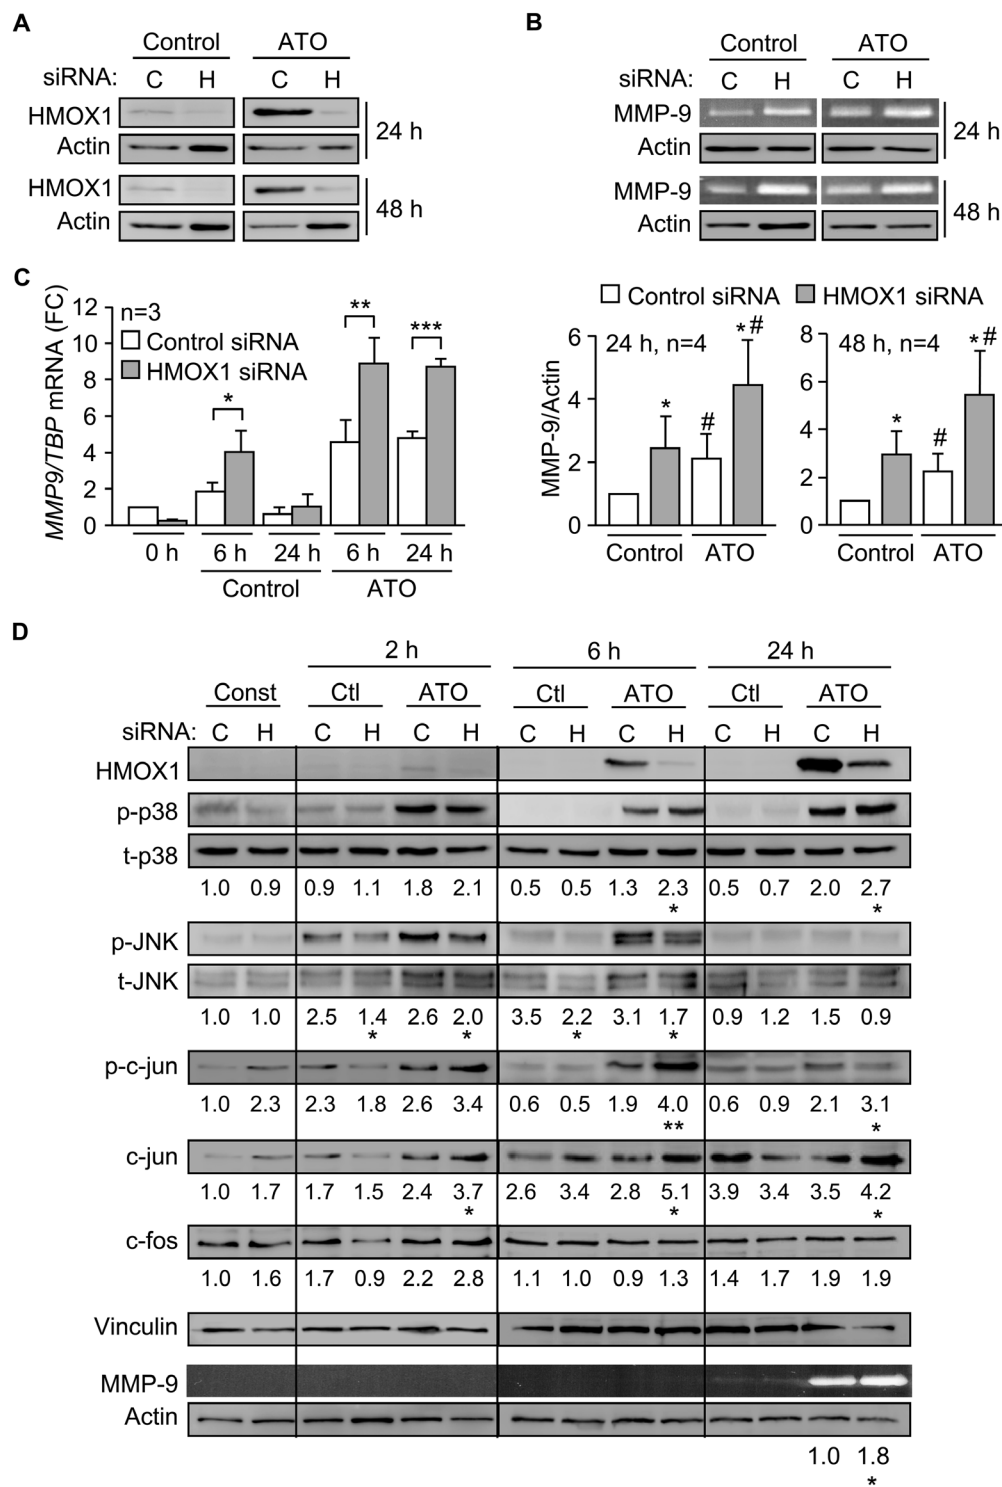 A
Control ATO
siRNA: C H C H
HMOX1
Actin
24 h
HMOX1
Actin
48 h
B
Control ATO
siRNA: C H C H
MMP-9
Actin
24 h
MMP-9
Actin
48 h
Control siRNA HMOX1 siRNA
24 h, n=4
MMP-9/Actin
8
6
4
2
0
* # * #
Control ATO
48 h, n=4
8
6
4
2
0
* # * #
Control ATO
C
MMP9/TBP mRNA (FC)
n=3
Control siRNA
HMOX1 siRNA
12
10
8
6
4
2
0
* ** ***
0 h 6 h 24 h 6 h 24 h
Control ATO
D
2 h 6 h 24 h
Const Ctl ATO Ctl ATO Ctl ATO
siRNA: C H C H C H C H C H C H C H
HMOX1
p-p38
t-p38
1.0 0.9 0.9 1.1 1.8 2.1 0.5 0.5 1.3 2.3 0.5 0.7 2.0 2.7
* *
p-JNK
t-JNK
1.0 1.0 2.5 1.4 2.6 2.0 3.5 2.2 3.1 1.7 0.9 1.2 1.5 0.9
* * * *
p-c-jun
1.0 2.3 2.3 1.8 2.6 3.4 0.6 0.5 1.9 4.0 0.6 0.9 2.1 3.1
** *
c-jun
1.0 1.7 1.7 1.5 2.4 3.7 2.6 3.4 2.8 5.1 3.9 3.4 3.5 4.2
* * *
c-fos
1.0 1.6 1.7 0.9 2.2 2.8 1.1 1.0 0.9 1.3 1.4 1.7 1.9 1.9
Vinculin
MMP-9
Actin
1.0 1.8
*